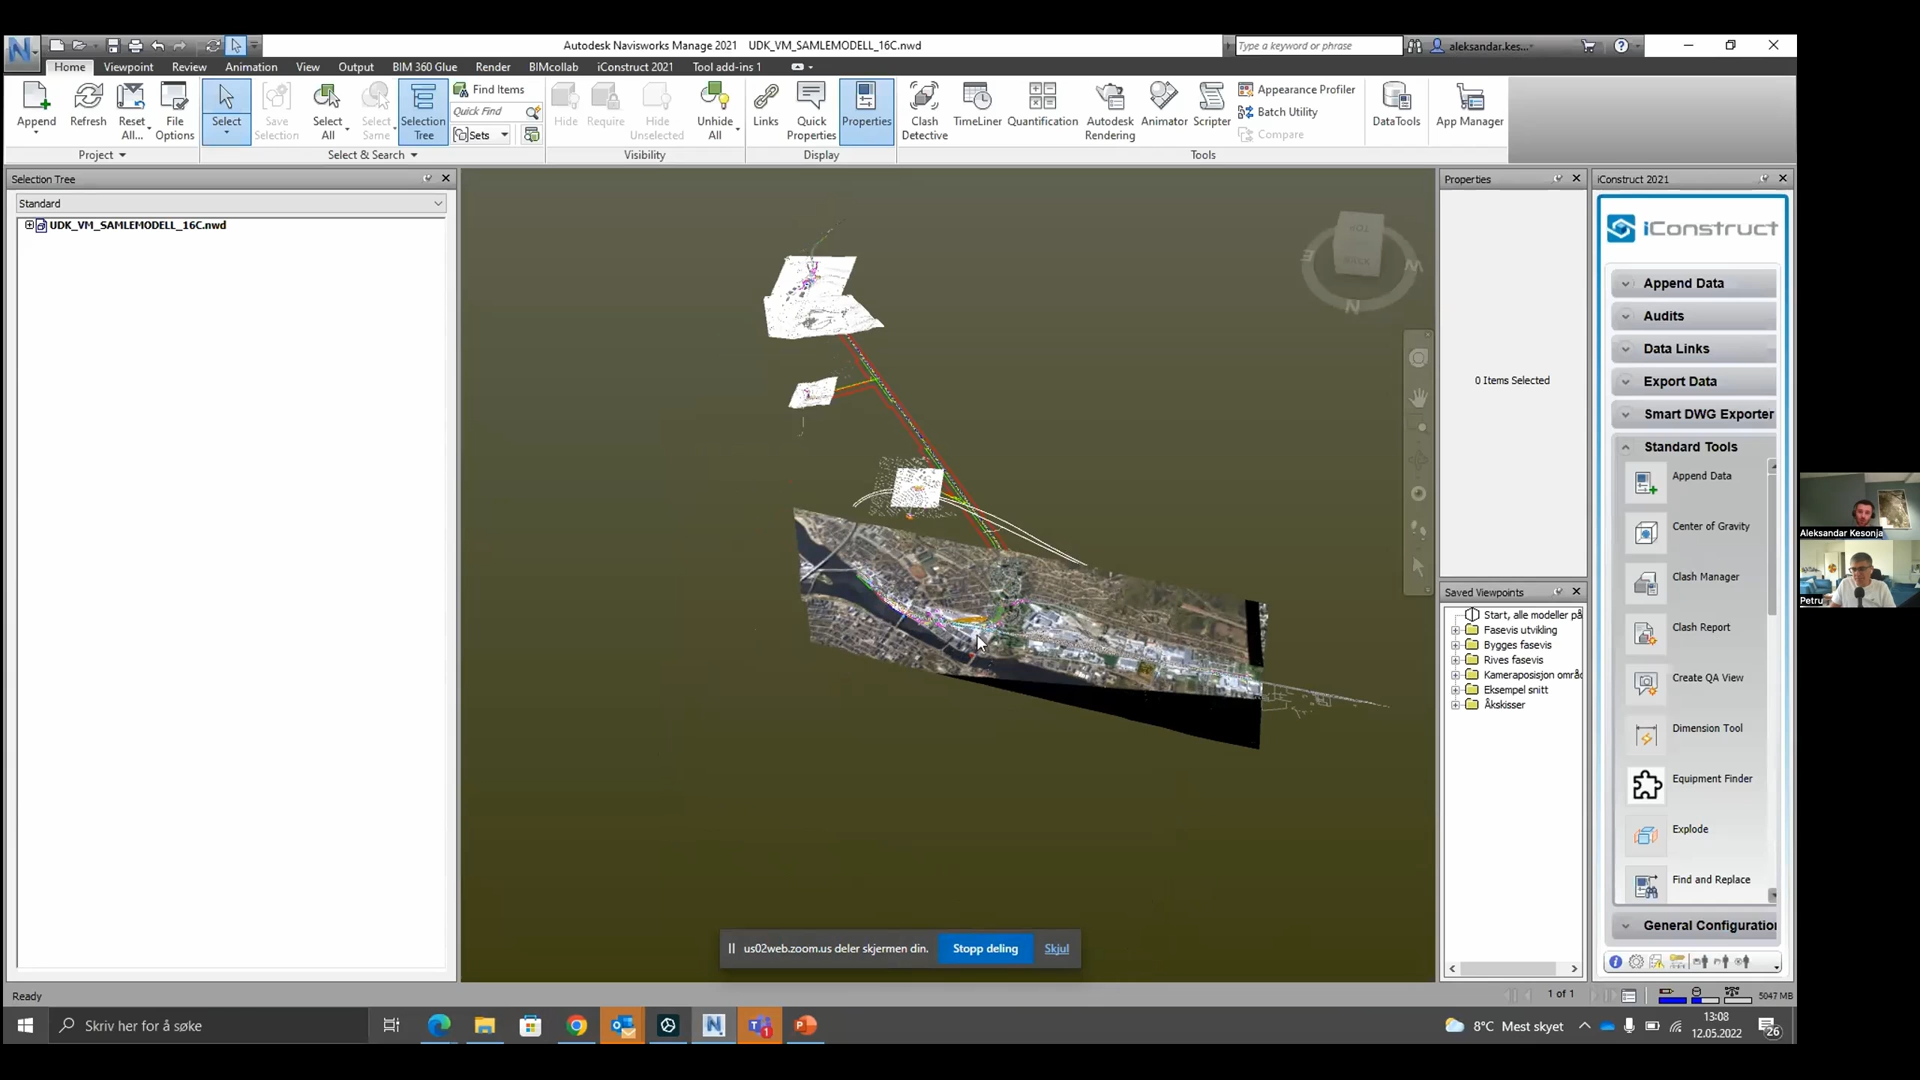 Autodesk Navisworks Manage 2021 UDK_VM_SAMLEMODELL_16C.nwd
Type a keyword or phrase
aleksandar.kes...
Home Viewpoint Review Animation View Output BIM 360 Glue Render BIMcollab iConstruct 2021 Tool add-ins 1
Append
Refresh
Reset All...
File Options
Select
Save Selection
Select All
Select Same
Selection Tree
Find Items
Quick Find
Sets
Hide
Require
Hide Unselected
Unhide All
Links
Quick Properties
Properties
Clash Detective
TimeLiner
Quantification
Autodesk Rendering
Animator
Scripter
Appearance Profiler
Batch Utility
Compare
DataTools
App Manager
Project
Select & Search
Visibility
Display
Tools
Selection Tree
Standard
UDK_VM_SAMLEMODELL_16C.nwd
E
W
N
Properties
0 Items Selected
Saved Viewpoints
Start, alle modeller på
Fasevis utvikling
Bygges fasevis
Rives fasevis
Kameraposisjon områ
Eksempel snitt
Åkskisser
iConstruct 2021
iConstruct
Append Data
Audits
Data Links
Export Data
Smart DWG Exporter
Standard Tools
Append Data
Center of Gravity
Clash Manager
Clash Report
Create QA View
Dimension Tool
Equipment Finder
Explode
Find and Replace
General Configuration
Aleksandar Kesonja
Petru
us02web.zoom.us deler skjermen din.
Stopp deling
Skjul
Ready
1 of 1
5047 MB
Skriv her for å søke
8°C Mest skyet
13:08
12.05.2022
26